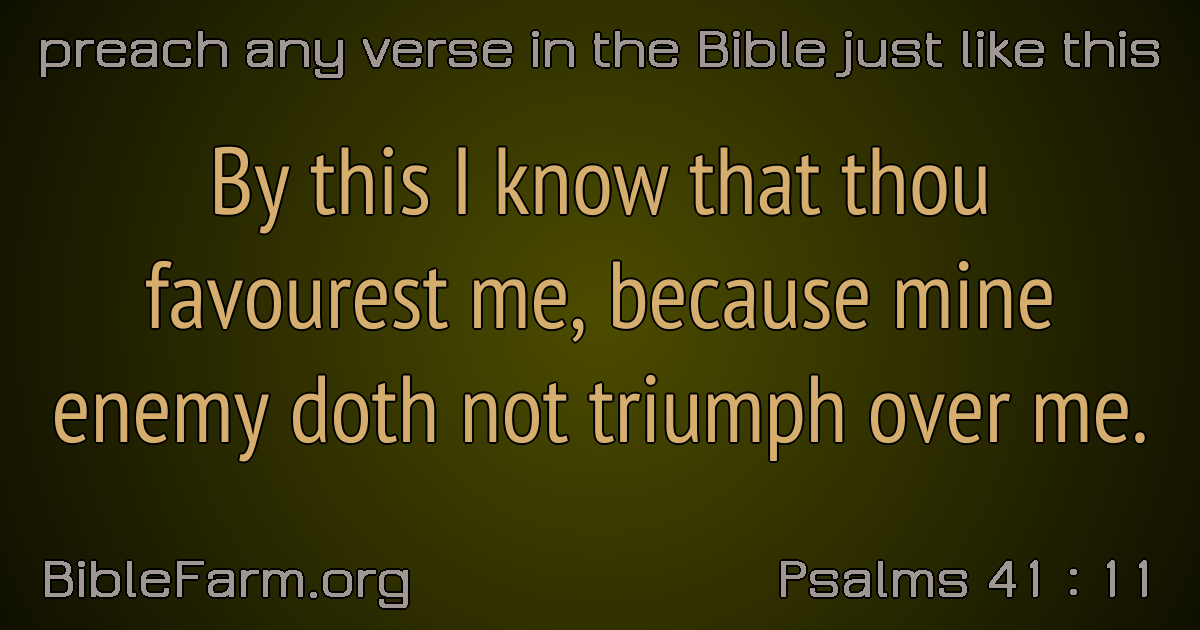 preach any verse in the Bible just like this
By this I know that thou
favourest me, because mine
enemy doth not triumph over me.
BibleFarm.org
Psalms 41 : 11